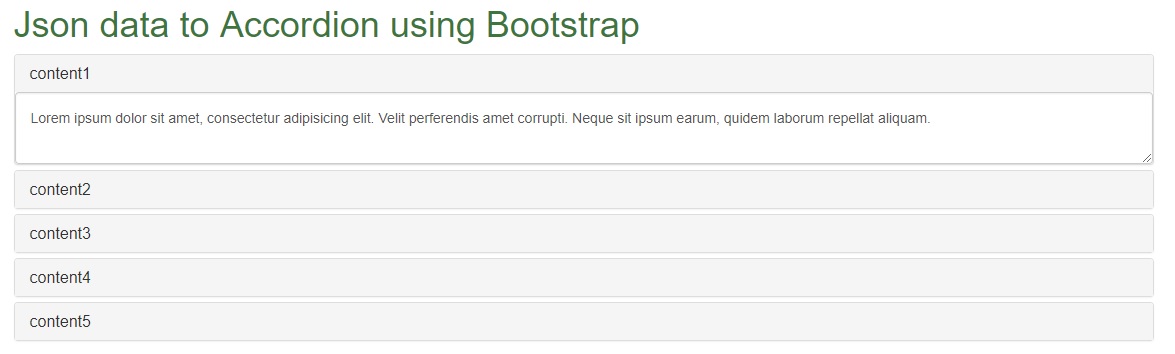 Json data to Accordion using Bootstrap
content1
Lorem ipsum dolor sit amet, consectetur adipisicing elit. Velit perferendis amet corrupti. Neque sit ipsum earum, quidem laborum repellat aliquam.
content2
content3
content4
content5